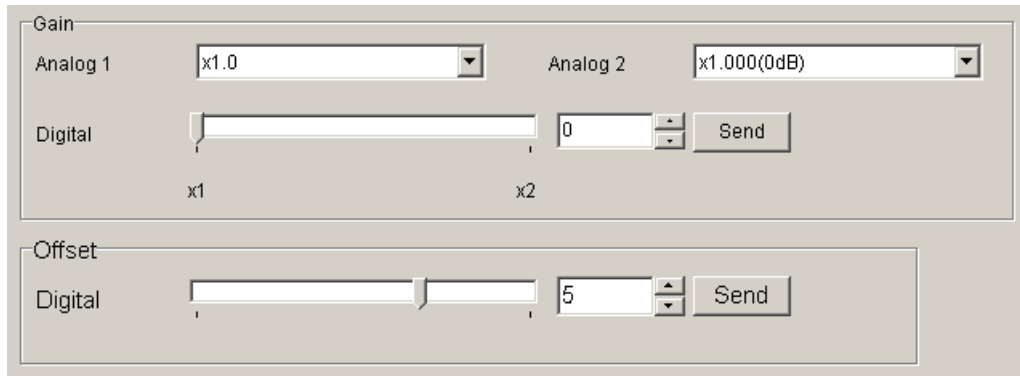 Gain
Analog 1 x1.0 Analog 2 x1.000(0dB)
Digital 0 Send
x1 x2
Offset
Digital 5 Send